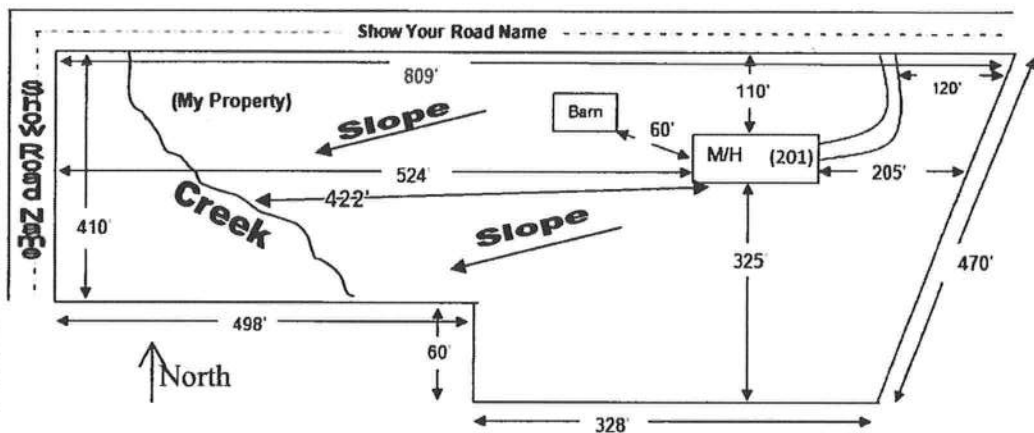 Show Your Road Name
Show Road Name
809'
(My Property)
Slope
Barn
110'
120'
60'
M/H (201)
524'
205'
422'
Creek
410'
Slope
325'
470'
498'
60'
North
328'